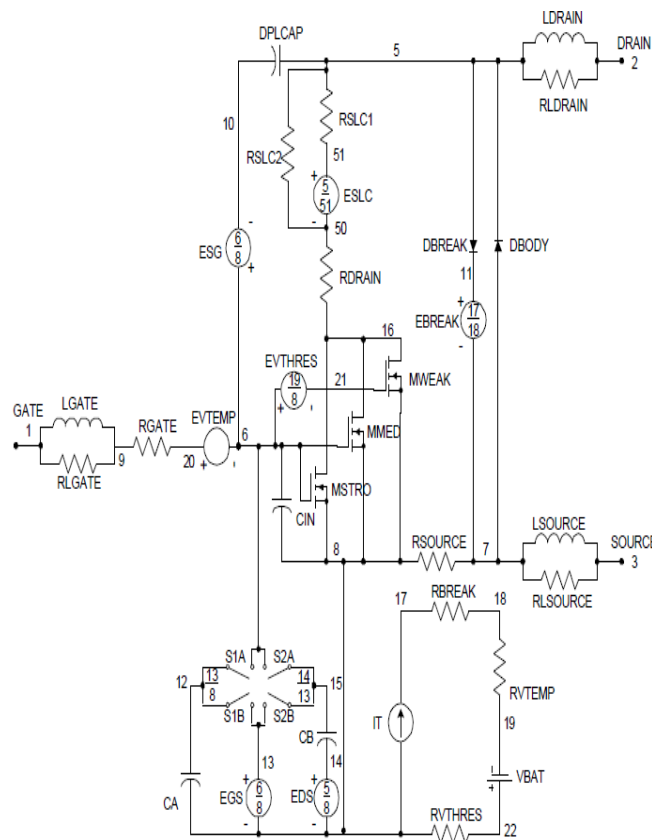 LDRAIN
DPLCAP
5
DRAIN
2
RLDRAIN
10
RSLC1
51
RSLC2
+
5
51
ESLC
-
50
-
6
8
ESG
+
RDRAIN
DBREAK
DBODY
11
+
17
18
EBREAK
-
16
EVTHRES
21
19
8
+
-
MWEAK
LGATE
GATE
1
RGATE
EVTEMP
6
MMED
9
20
+
-
RLGATE
MSTRO
CIN
8
RSOURCE
7
LSOURCE
SOURCE
3
RLSOURCE
17
RBREAK
18
S1A
S2A
12
13
8
14
13
15
RVTEMP
S1B
S2B
19
IT
CB
13
14
CA
+
6
8
EGS
-
+
5
8
EDS
-
VBAT
+
RVTHRES
22